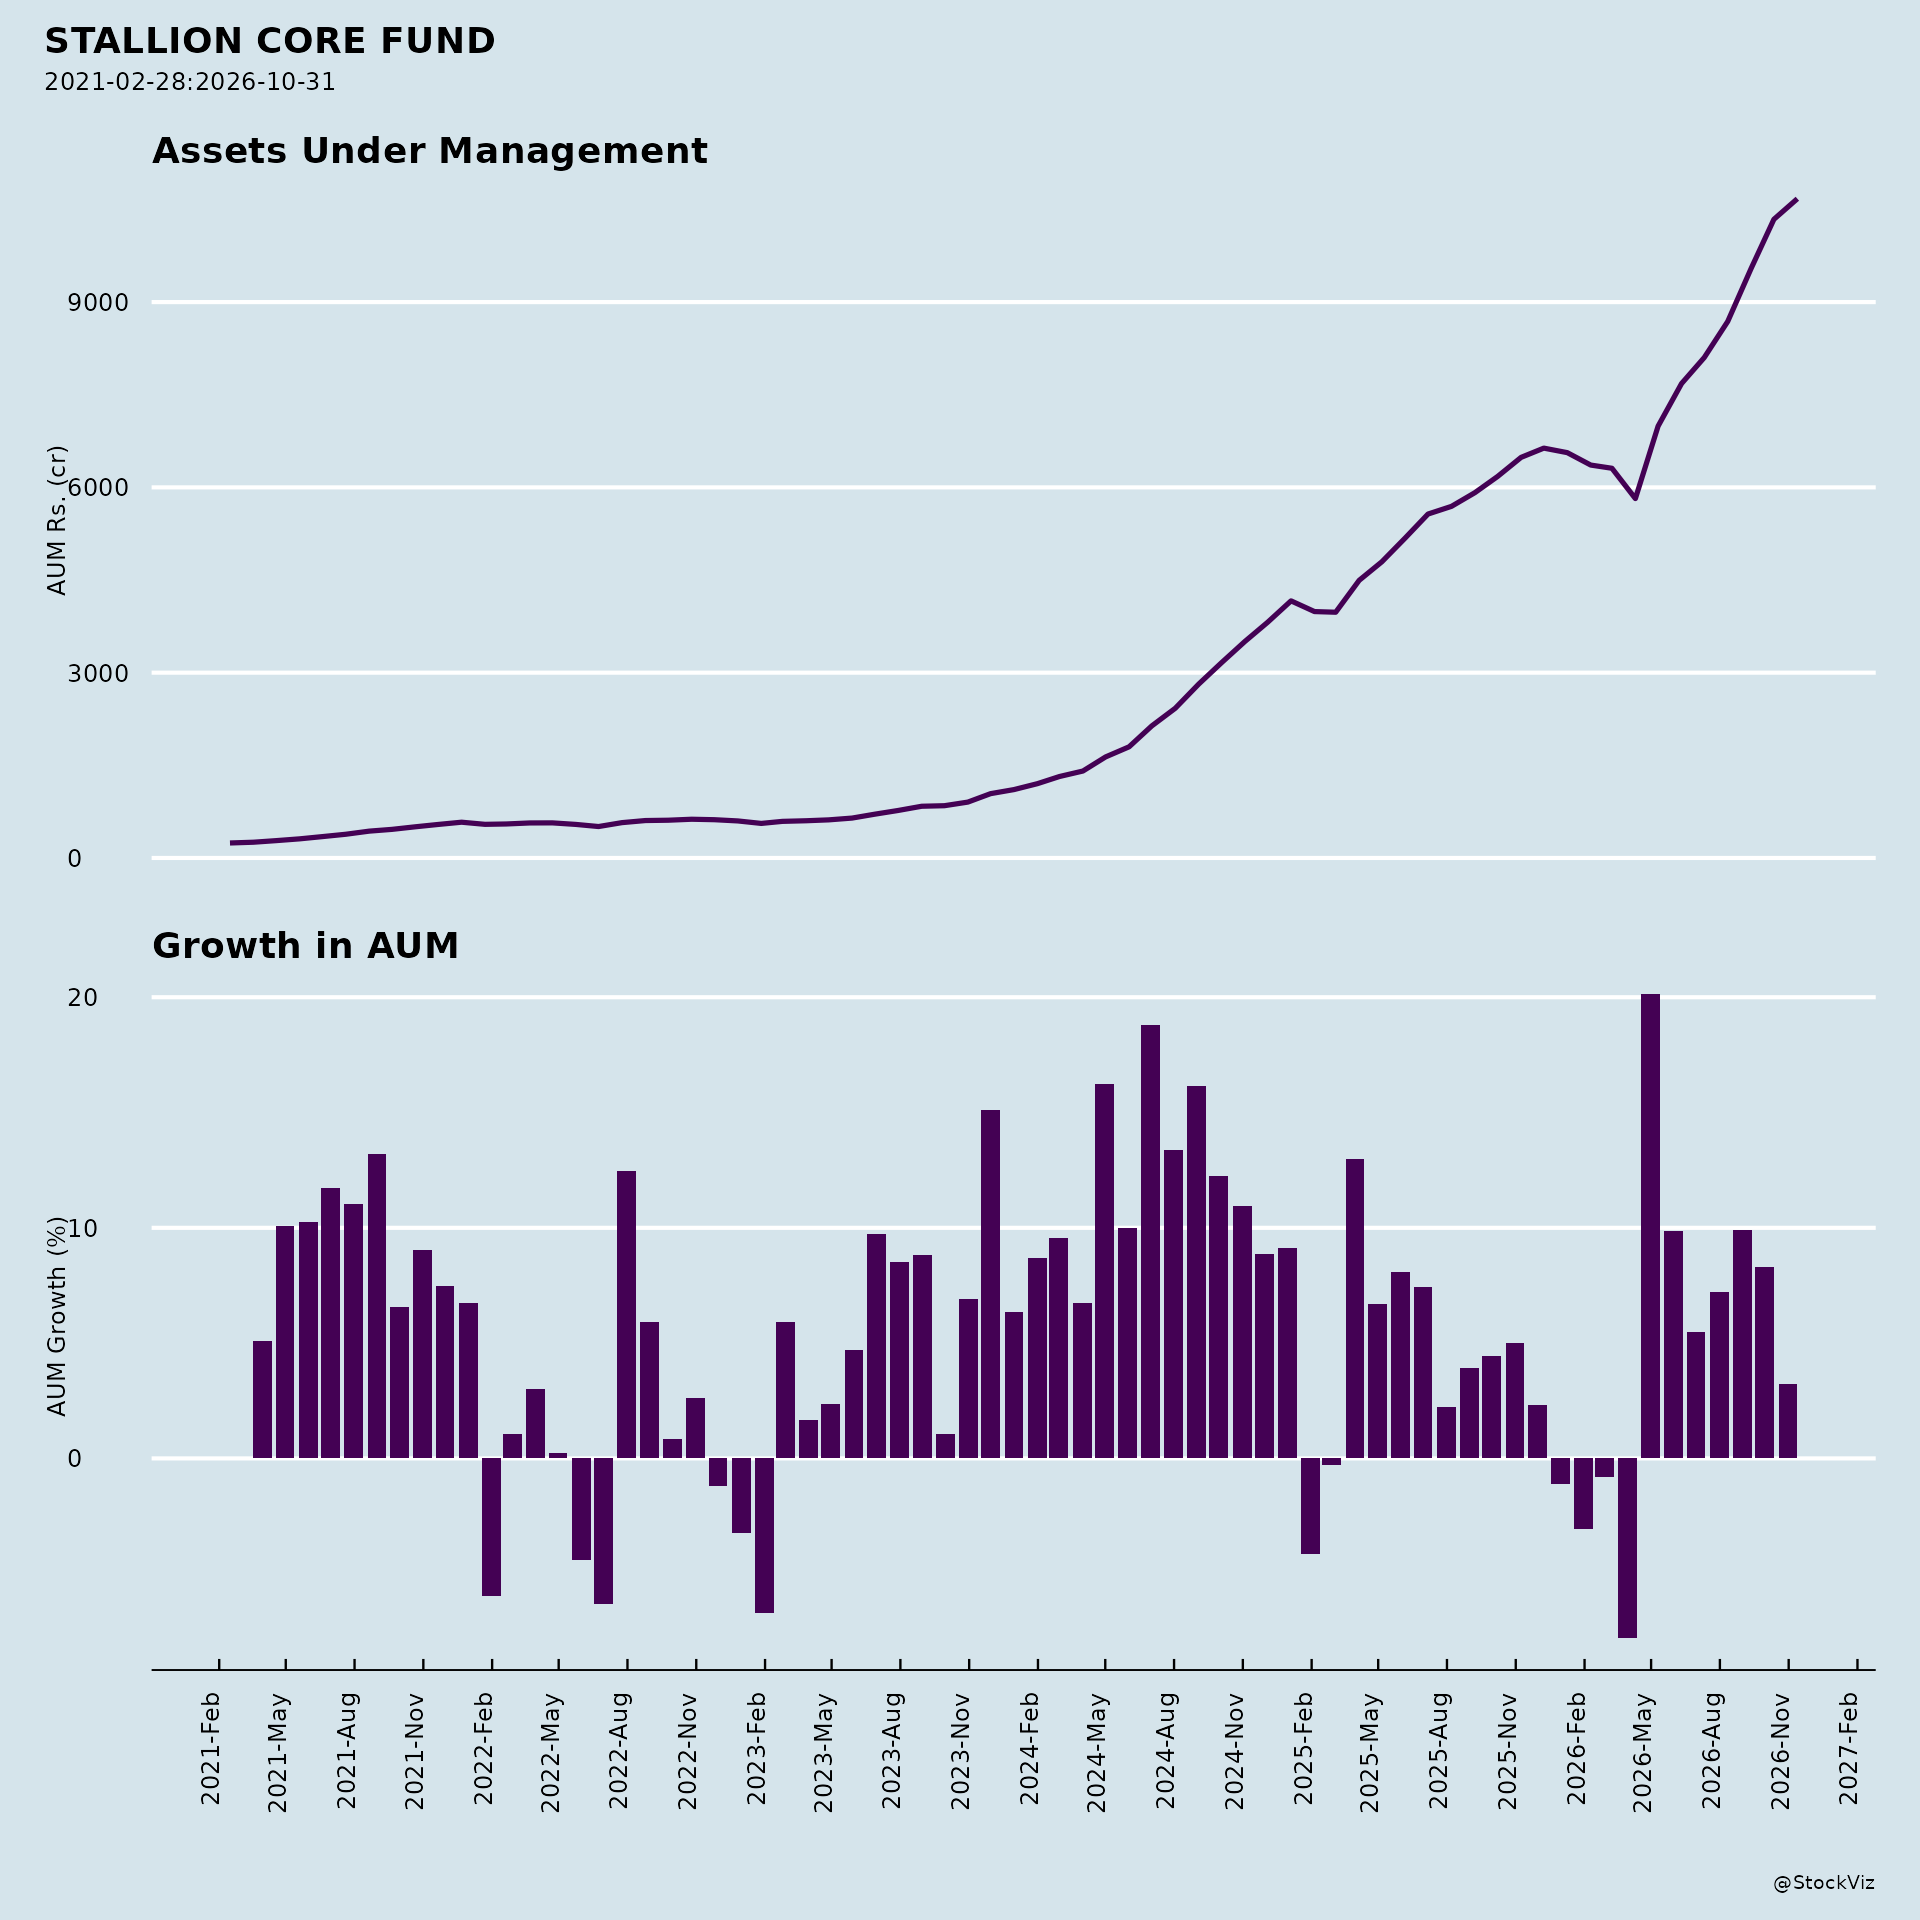 STALLION CORE FUND
2021-02-28:2026-10-31
Assets Under Management
AUM Rs. (cr)
9000
6000
3000
0
Growth in AUM
AUM Growth (%)
20
10
0
2021-Feb
2021-May
2021-Aug
2021-Nov
2022-Feb
2022-May
2022-Aug
2022-Nov
2023-Feb
2023-May
2023-Aug
2023-Nov
2024-Feb
2024-May
2024-Aug
2024-Nov
2025-Feb
2025-May
2025-Aug
2025-Nov
2026-Feb
2026-May
2026-Aug
2026-Nov
2027-Feb
@StockViz